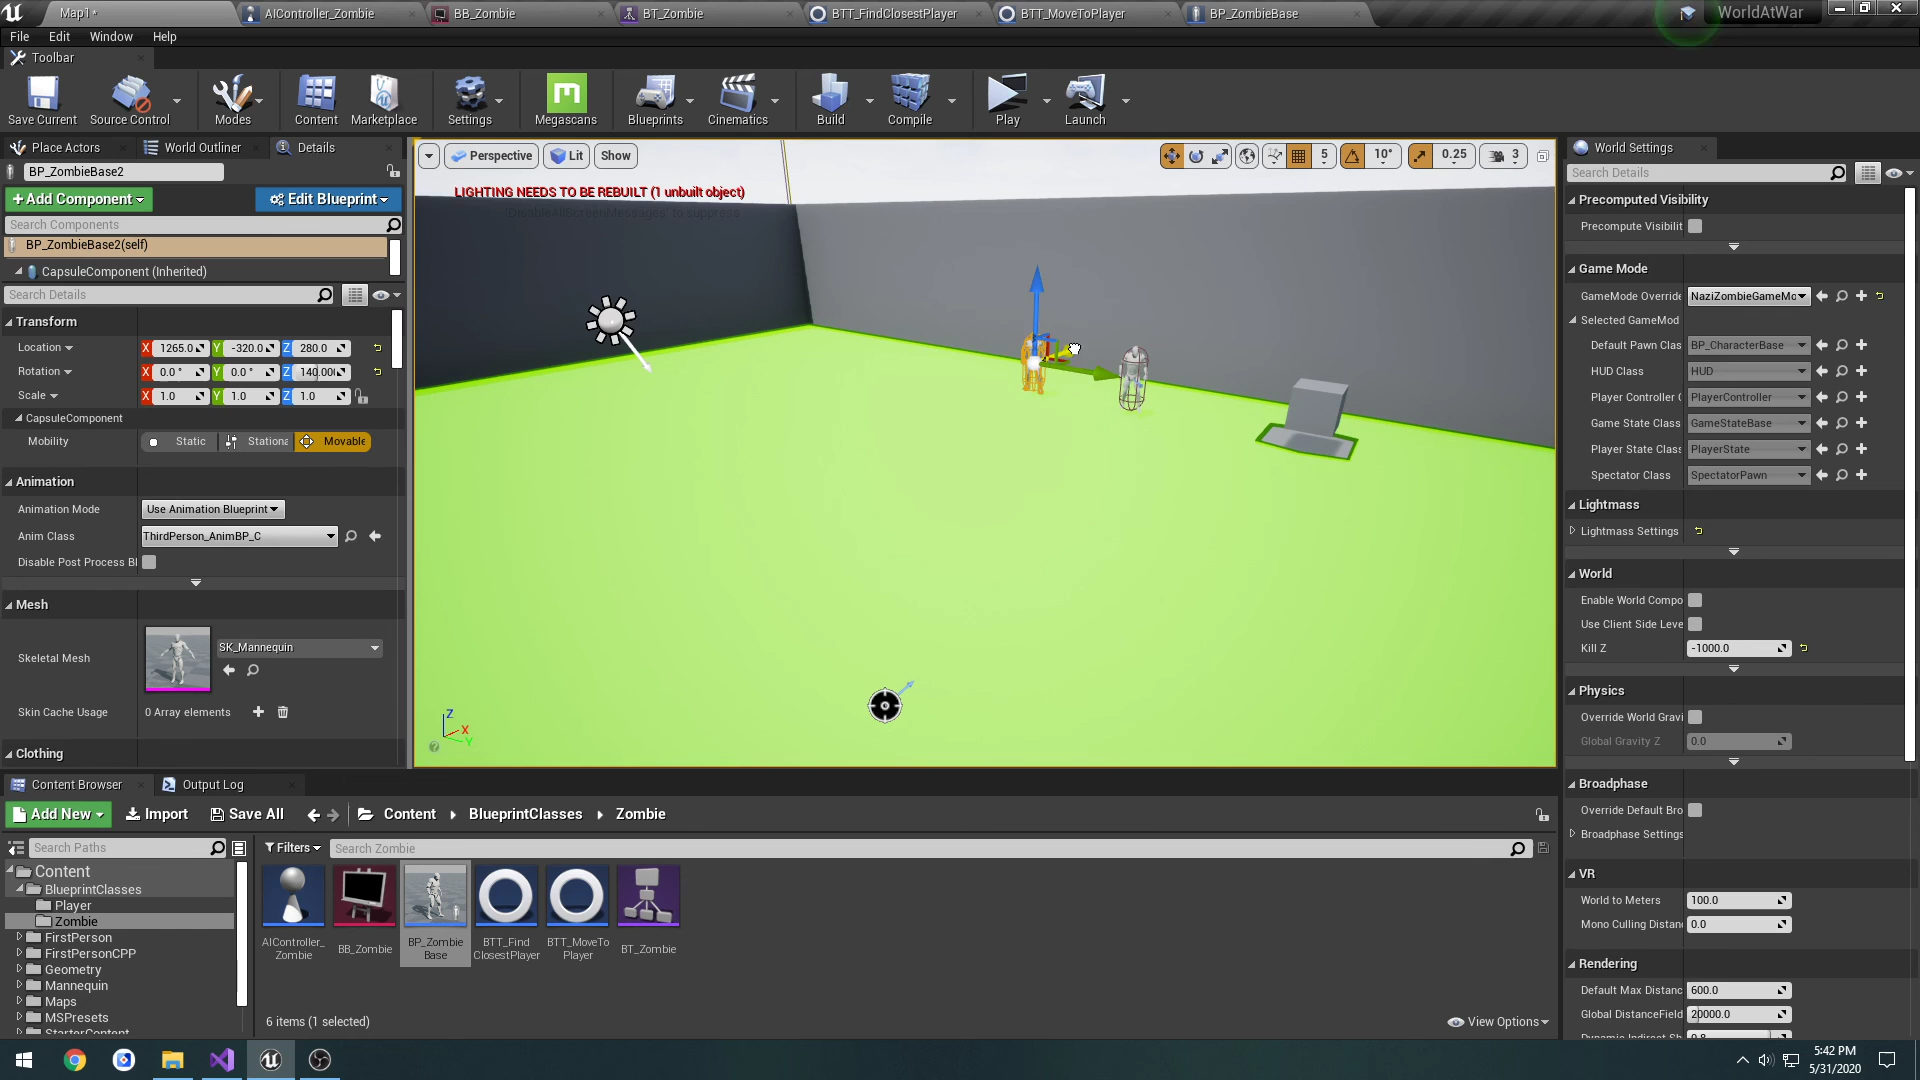 Map1*
AIController_Zombie
BB_Zombie
BT_Zombie
BTT_FindClosestPlayer
BTT_MoveToPlayer
BP_ZombieBase
WorldAtWar
File Edit Window Help
Toolbar
Save Current
Source Control
Modes
Content
Marketplace
Settings
Megascans
Blueprints
Cinematics
Build
Compile
Play
Launch
Place Actors
World Outliner
Details
BP_ZombieBase2
+Add Component
Edit Blueprint
Search Components
BP_ZombieBase2(self)
CapsuleComponent (Inherited)
Search Details
Transform
Location X 1265.0 Y -320.0 Z 280.0
Rotation X 0.0 ° Y 0.0 ° Z 140.00
Scale X 1.0 Y 1.0 Z 1.0
CapsuleComponent
Mobility Static Stationa Movable
Animation
Animation Mode Use Animation Blueprint
Anim Class ThirdPerson_AnimBP_C
Disable Post Process Bl
Mesh
Skeletal Mesh SK_Mannequin
Skin Cache Usage 0 Array elements
Clothing
Perspective Lit Show
5 10° 0.25 3
LIGHTING NEEDS TO BE REBUILT (1 unbuilt object)
'DisableAllScreenMessages' to suppress
Z
X
Y
World Settings
Search Details
Precomputed Visibility
Precompute Visibilit
Game Mode
GameMode Override NaziZombieGameMo
Selected GameMod
Default Pawn Clas BP_CharacterBase
HUD Class HUD
Player Controller C PlayerController
Game State Class GameStateBase
Player State Clas PlayerState
Spectator Class SpectatorPawn
Lightmass
Lightmass Settings
World
Enable World Compo
Use Client Side Leve
Kill Z -1000.0
Physics
Override World Gravi
Global Gravity Z 0.0
Broadphase
Override Default Bro
Broadphase Settings
VR
World to Meters 100.0
Mono Culling Distan 0.0
Rendering
Default Max Distanc 600.0
Global DistanceField 20000.0
Content Browser
Output Log
Add New
Import
Save All
Content
BlueprintClasses
Zombie
Search Paths
Filters
Search Zombie
Content
BlueprintClasses
Player
Zombie
FirstPerson
FirstPersonCPP
Geometry
Mannequin
Maps
MSPresets
StarterContent
AIController_
Zombie
BB_Zombie
BP_Zombie
Base
BTT_Find
ClosestPlayer
BTT_MoveTo
Player
BT_Zombie
6 items (1 selected)
View Options
5:42 PM
5/31/2020